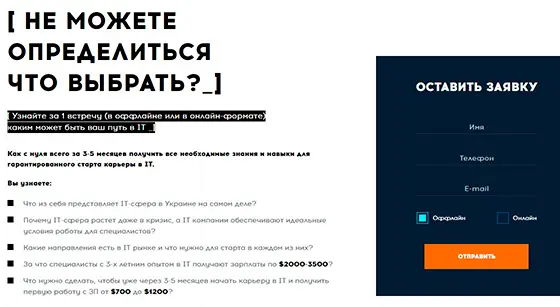 [ НЕ МОЖЕТЕ
ОПРЕДЕЛИТЬСЯ
ЧТО ВЫБРАТЬ?_]
[ Узнайте за 1 встречу (в оффлайне или в онлайн-формате)
каким может быть ваш путь в IT _]
Как с нуля всего за 3-5 месяцев получить все необходимые знания и навыки для
гарантированного старта карьеры в IT.
Вы узнаете:
Что из себя представляет IT-сфера в Украине на самом деле?
Почему IT-сфера растет даже в кризис, а IT компании обеспечивают идеальные
условия работы для специалистов?
Какие направления есть в IT рынке и что нужно для старта в каждом из них?
За что специалисты с 3-х летним опытом в IT получают зарплаты по $2000-3500?
Что нужно сделать, чтобы уже через 3-5 месяцев начать карьеру в IT и получить
первую работу с ЗП от $700 до $1200?
ОСТАВИТЬ ЗАЯВКУ
Имя
Телефон
E-mail
Оффлайн
Онлайн
ОТПРАВИТЬ